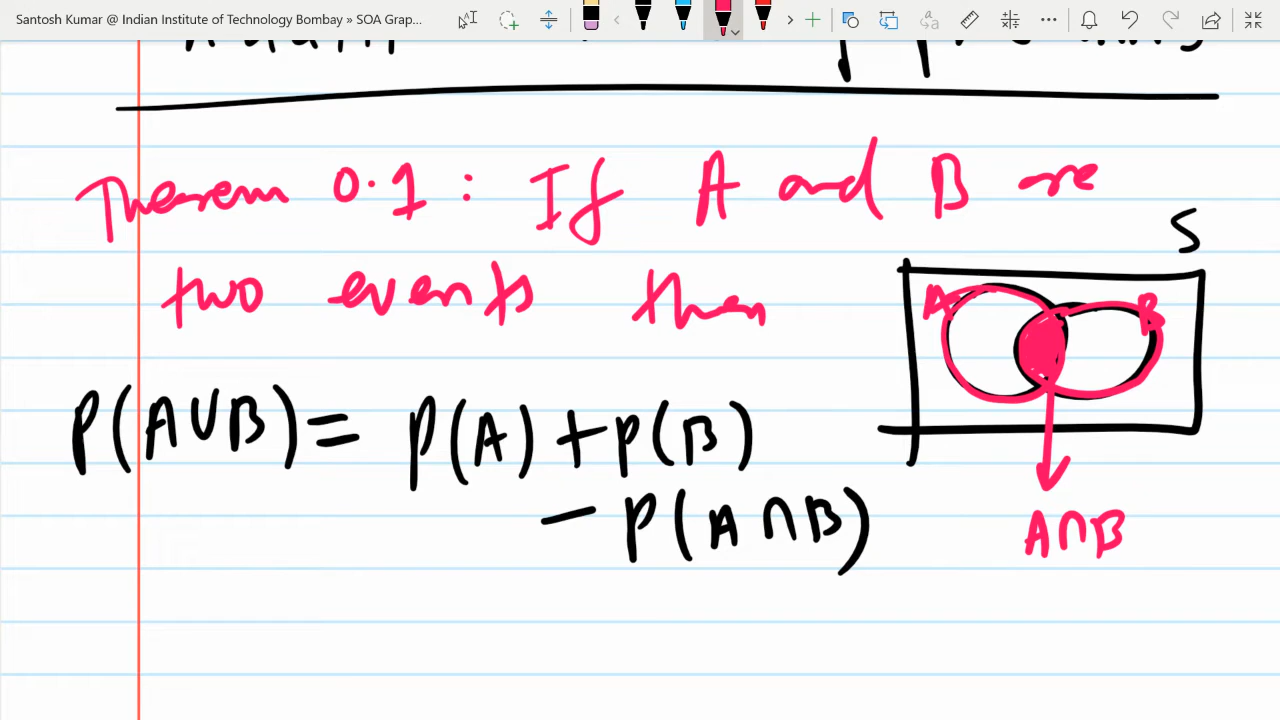 Santosh Kumar @ Indian Institute of Technology Bombay » SOA Grap...
Theorem 0.1 : If A and B are
two events then
S
A B
P(A∪B) = P(A) + P(B)
− P(A∩B)
A∩B